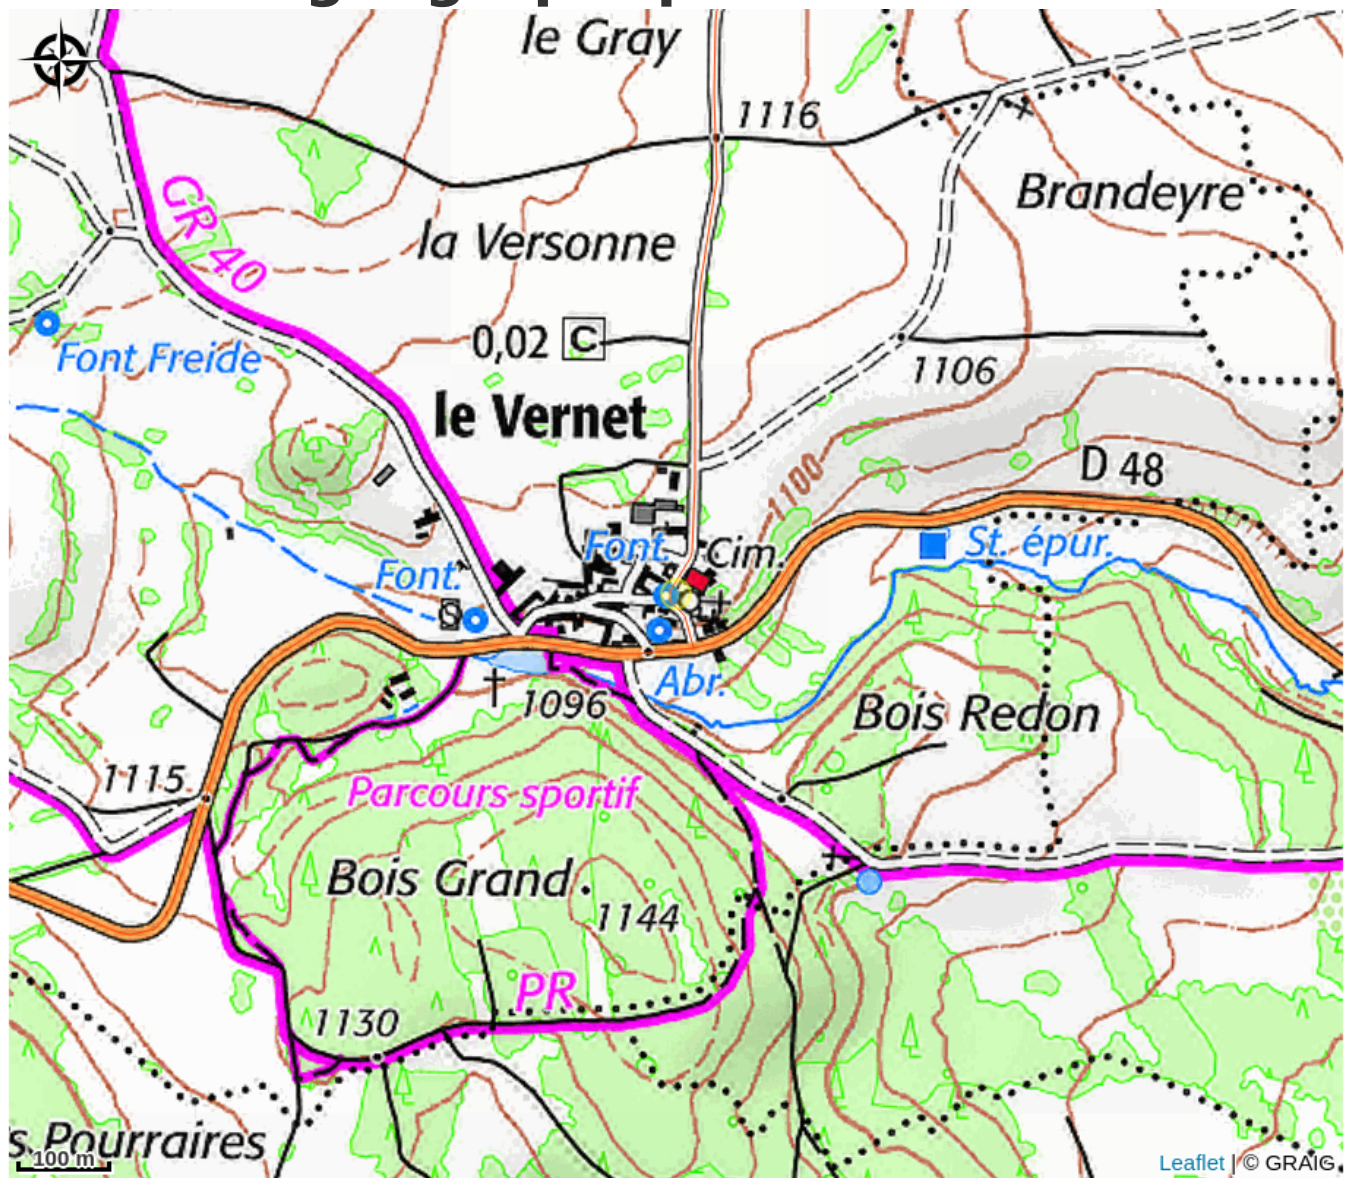 le Gray
1116
GR 40
Brandeyre
la Versonne
0,02 C
Font Freide
1106
le Vernet
D 48
1100
Font.
Cim.
St. épur.
Font.
Abr.
1096
Bois Redon
1115
Parcours sportif
Bois Grand
1144
PR
1130
s Pourraires
100 m
Leaflet | © GRAIG